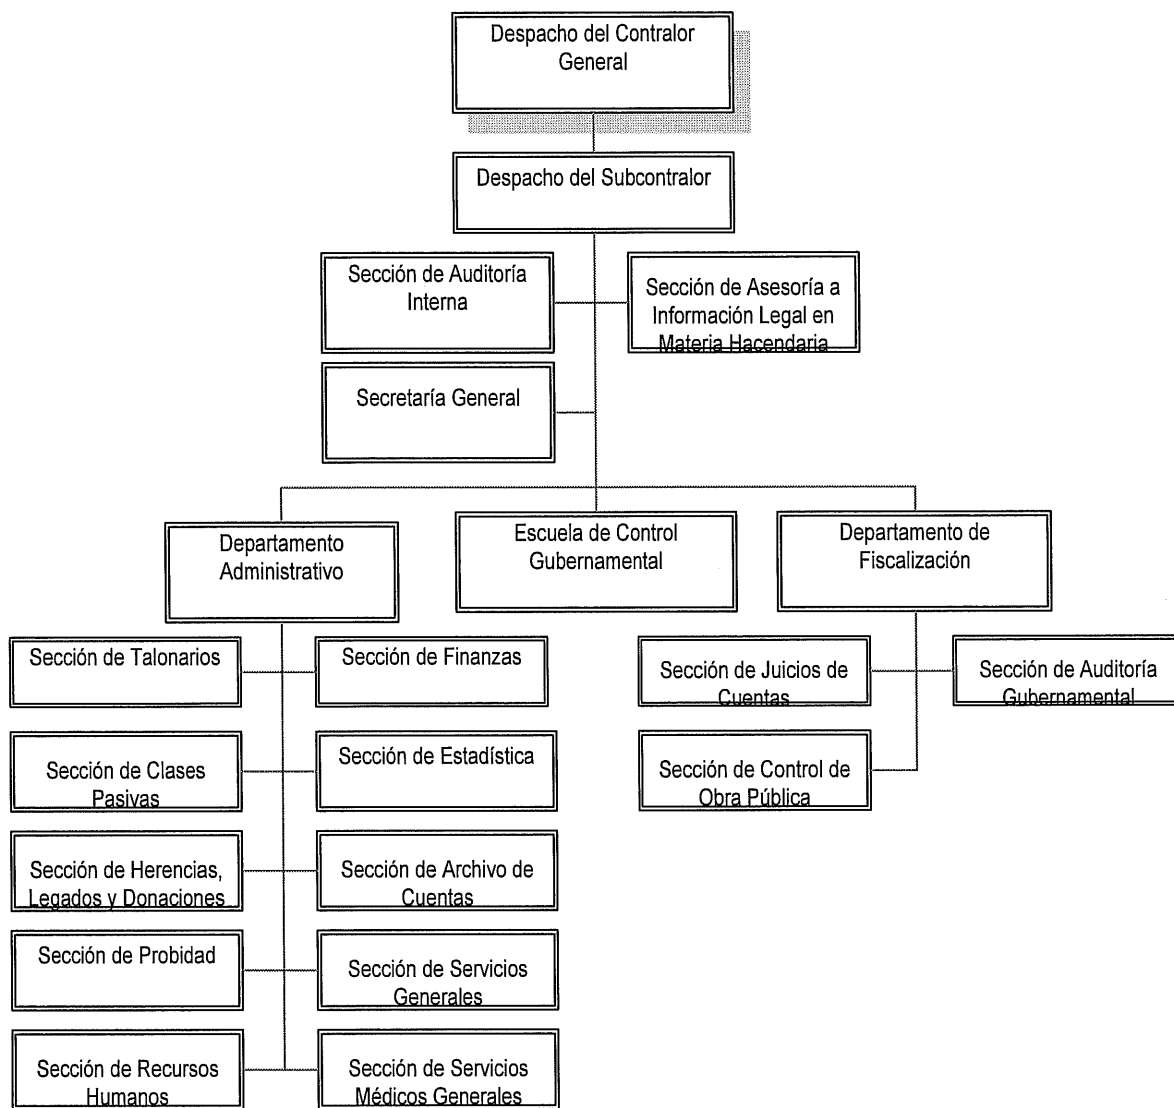 Despacho del Contralor
General
Despacho del Subcontralor
Sección de Auditoría
Interna
Sección de Asesoría a
Información Legal en
Materia Hacendaria
Secretaría General
Departamento
Administrativo
Escuela de Control
Gubernamental
Departamento de
Fiscalización
Sección de Talonarios
Sección de Finanzas
Sección de Juicios de
Cuentas
Sección de Auditoría
Gubernamental
Sección de Clases
Pasivas
Sección de Estadística
Sección de Control de
Obra Pública
Sección de Herencias,
Legados y Donaciones
Sección de Archivo de
Cuentas
Sección de Probidad
Sección de Servicios
Generales
Sección de Recursos
Humanos
Sección de Servicios
Médicos Generales